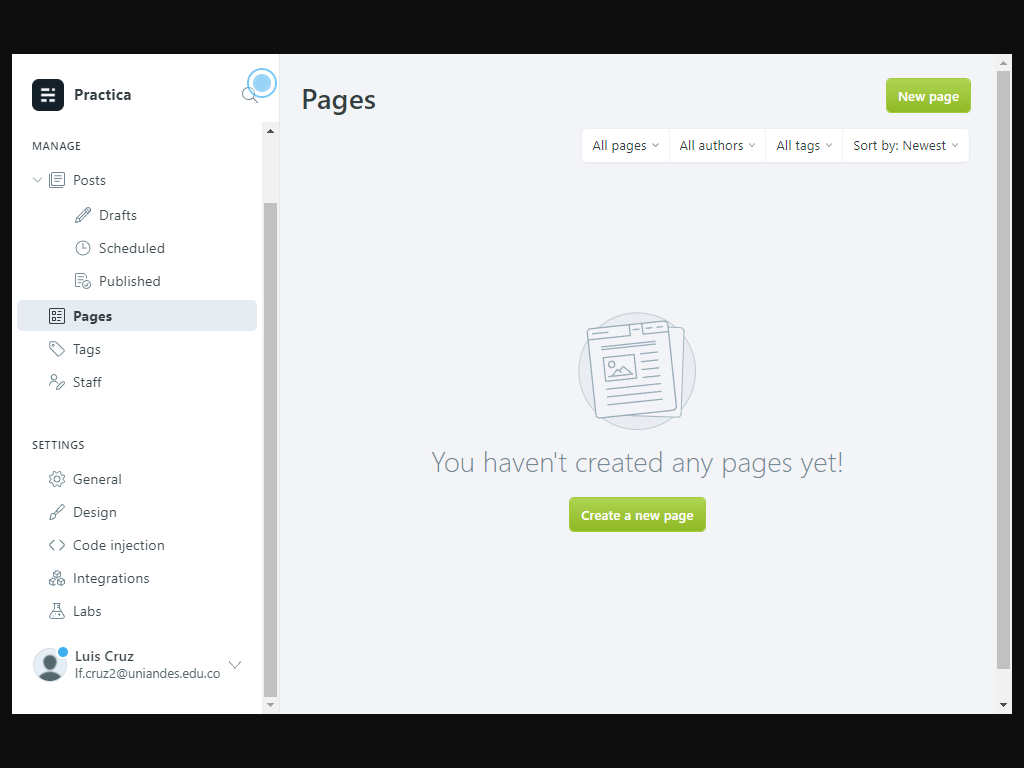 Practica
MANAGE
Posts
Drafts
Scheduled
Published
Pages
Tags
Staff
SETTINGS
General
Design
Code injection
Integrations
Labs
Luis Cruz
lf.cruz2@uniandes.edu.co
Pages
New page
All pages
All authors
All tags
Sort by: Newest
You haven't created any pages yet!
Create a new page